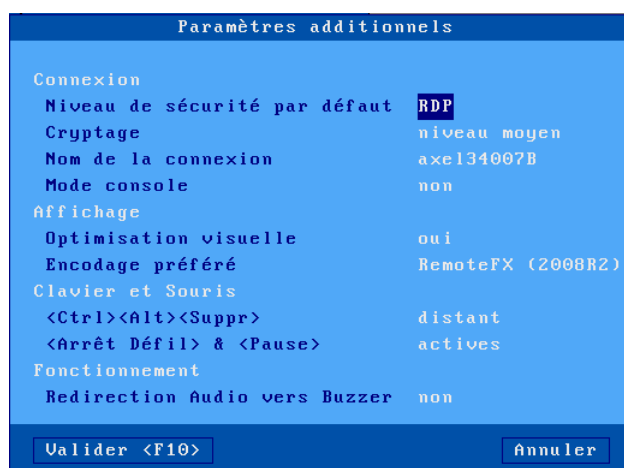 Paramètres additionnels
Connexion
Niveau de sécurité par défaut RDP
Cryptage niveau moyen
Nom de la connexion axel34007B
Mode console non
Affichage
Optimisation visuelle oui
Encodage préféré RemoteFX (2008R2)
Clavier et Souris
<Ctrl><Alt><Suppr> distant
<Arrêt Défil> & <Pause> actives
Fonctionnement
Redirection Audio vers Buzzer non
Valider <F10> Annuler